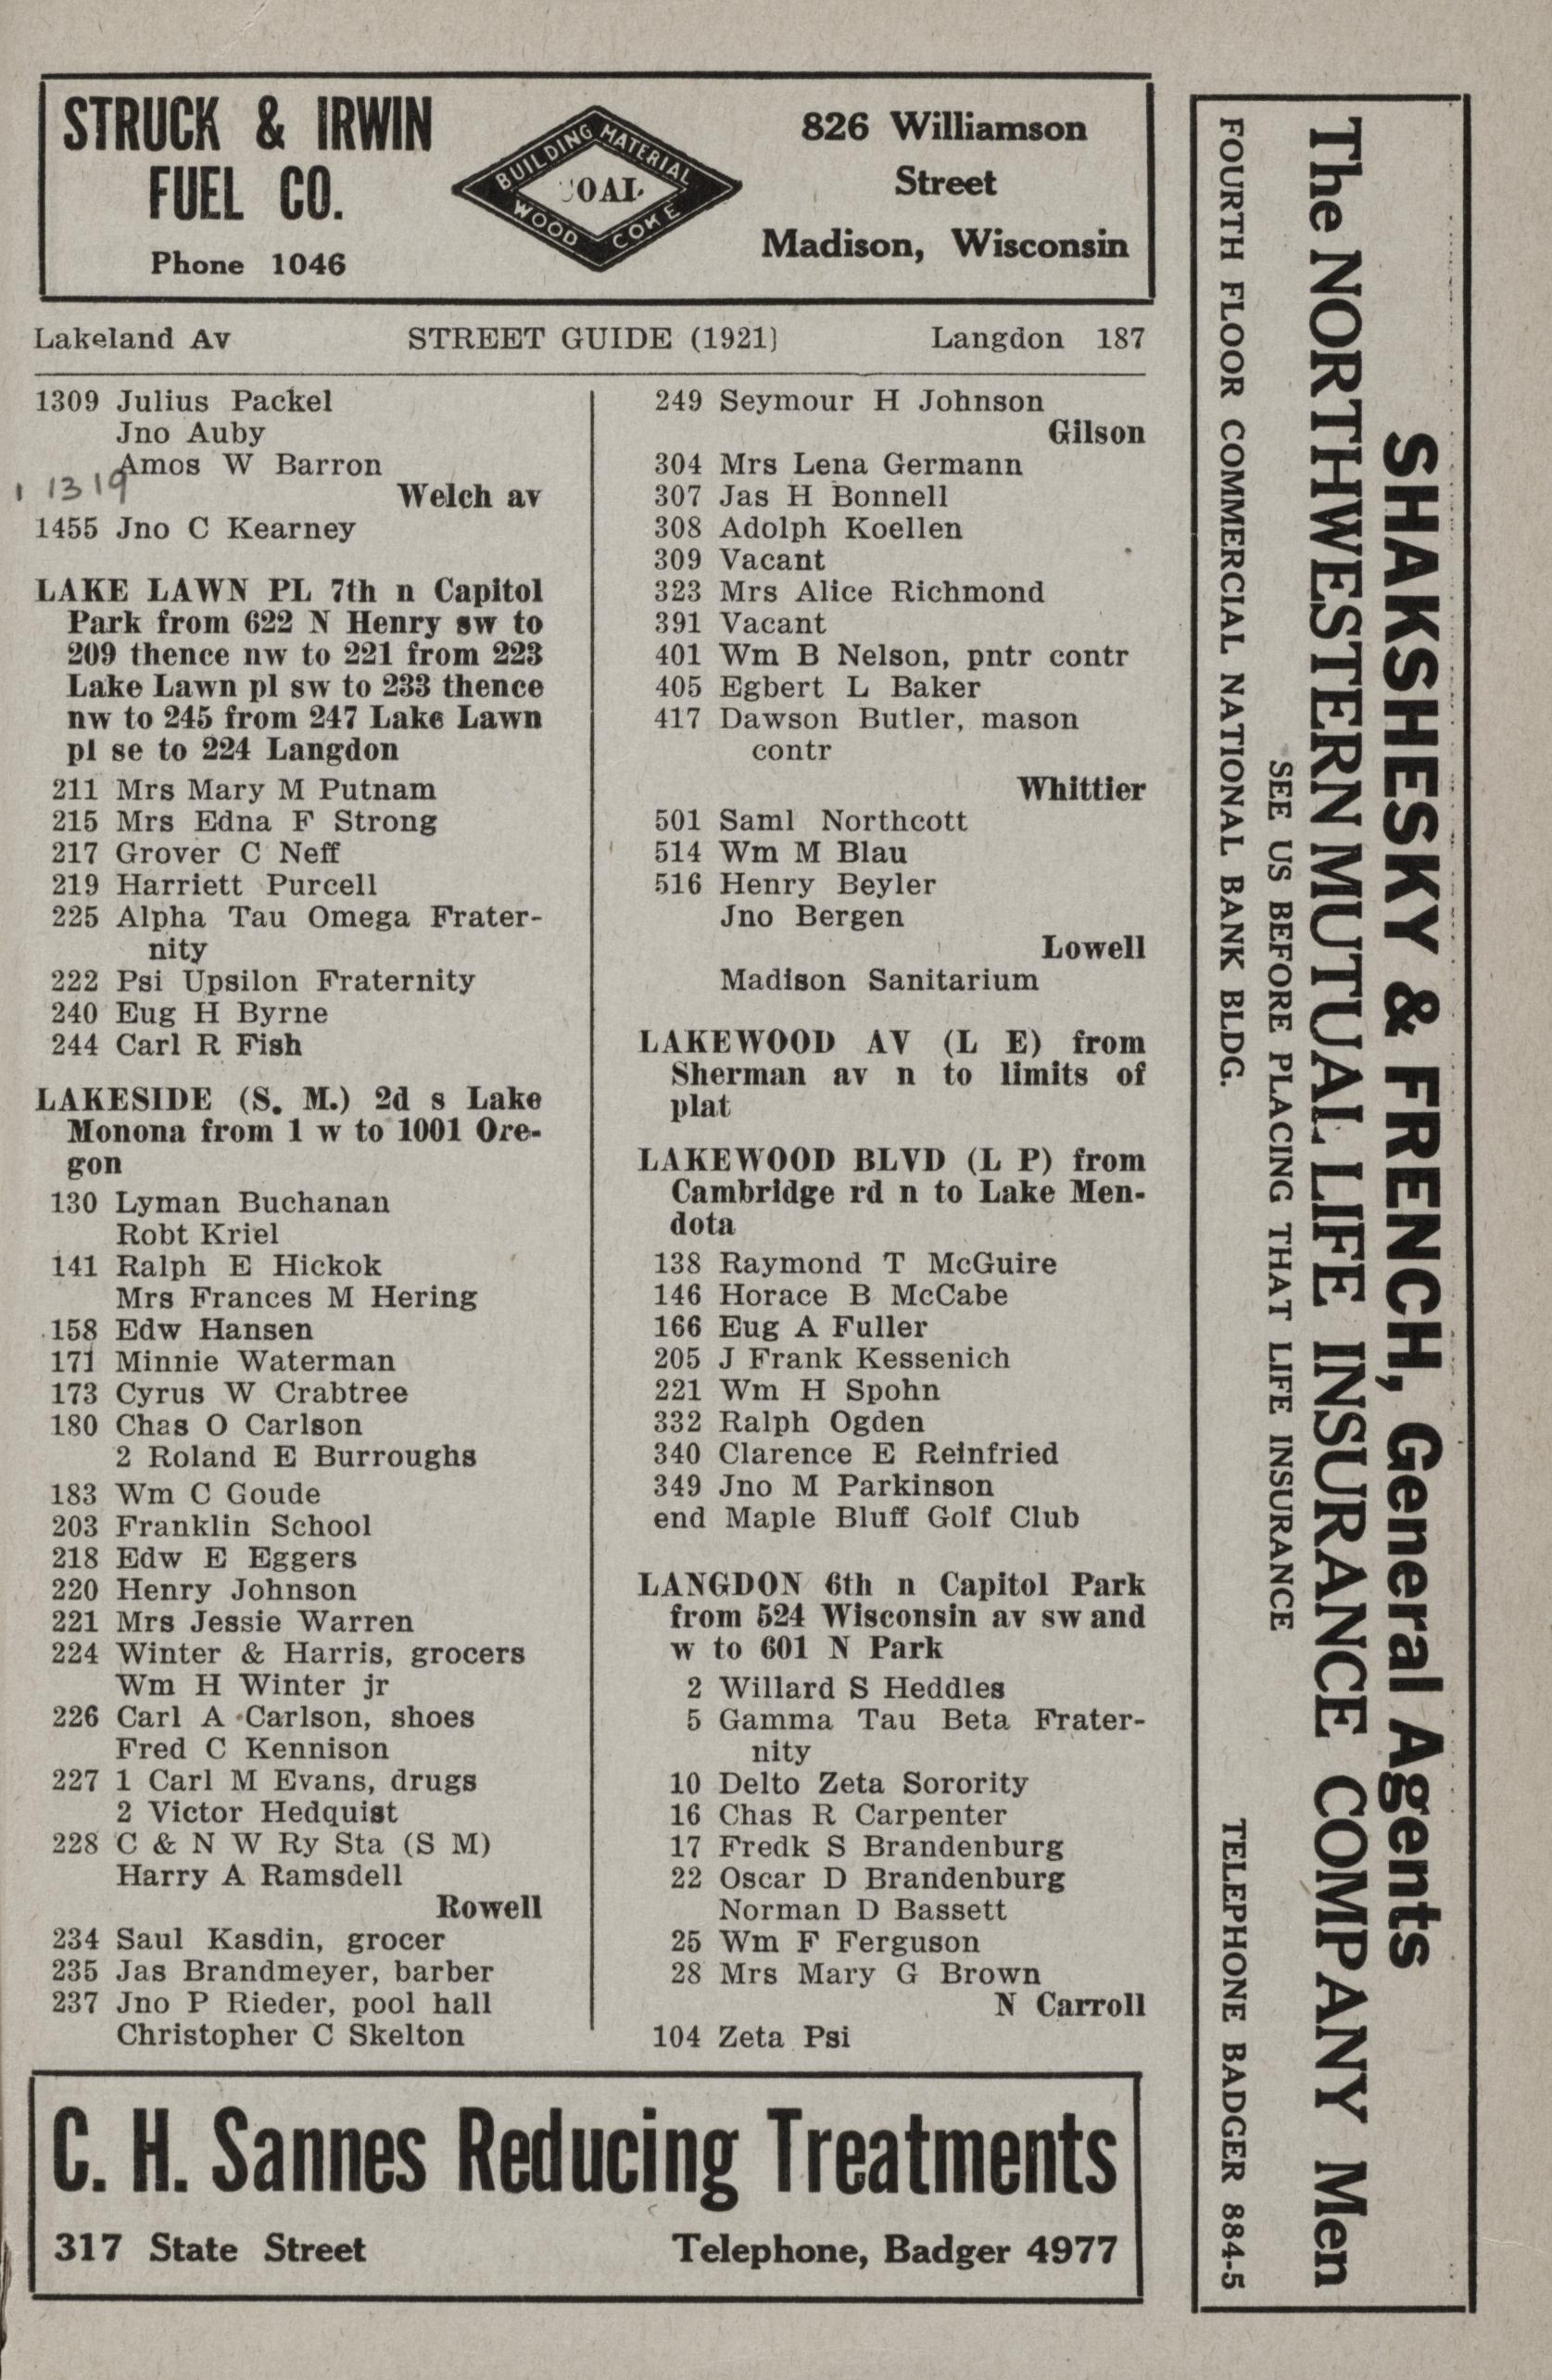 STRUCK & IRWIN
FUEL CO.
Phone 1046
BUILDING MATERIAL
COAL
WOOD COKE
826 Williamson
Street
Madison, Wisconsin
Lakeland Av STREET GUIDE (1921) Langdon 187
1309 Julius Packel
Jno Auby
Amos W Barron
1319
Welch av
1455 Jno C Kearney
LAKE LAWN PL 7th n Capitol
Park from 622 N Henry sw to
209 thence nw to 221 from 223
Lake Lawn pl sw to 233 thence
nw to 245 from 247 Lake Lawn
pl se to 224 Langdon
211 Mrs Mary M Putnam
215 Mrs Edna F Strong
217 Grover C Neff
219 Harriett Purcell
225 Alpha Tau Omega Frater-
nity
222 Psi Upsilon Fraternity
240 Eug H Byrne
244 Carl R Fish
LAKESIDE (S. M.) 2d s Lake
Monona from 1 w to 1001 Ore-
gon
130 Lyman Buchanan
Robt Kriel
141 Ralph E Hickok
Mrs Frances M Hering
158 Edw Hansen
171 Minnie Waterman
173 Cyrus W Crabtree
180 Chas O Carlson
2 Roland E Burroughs
183 Wm C Goude
203 Franklin School
218 Edw E Eggers
220 Henry Johnson
221 Mrs Jessie Warren
224 Winter & Harris, grocers
Wm H Winter jr
226 Carl A Carlson, shoes
Fred C Kennison
227 1 Carl M Evans, drugs
2 Victor Hedquist
228 C & N W Ry Sta (S M)
Harry A Ramsdell
Rowell
234 Saul Kasdin, grocer
235 Jas Brandmeyer, barber
237 Jno P Rieder, pool hall
Christopher C Skelton
249 Seymour H Johnson
Gilson
304 Mrs Lena Germann
307 Jas H Bonnell
308 Adolph Koellen
309 Vacant
323 Mrs Alice Richmond
391 Vacant
401 Wm B Nelson, pntr contr
405 Egbert L Baker
417 Dawson Butler, mason
contr
Whittier
501 Saml Northcott
514 Wm M Blau
516 Henry Beyler
Jno Bergen
Lowell
Madison Sanitarium
LAKEWOOD AV (L E) from
Sherman av n to limits of
plat
LAKEWOOD BLVD (L P) from
Cambridge rd n to Lake Men-
dota
138 Raymond T McGuire
146 Horace B McCabe
166 Eug A Fuller
205 J Frank Kessenich
221 Wm H Spohn
332 Ralph Ogden
340 Clarence E Reinfried
349 Jno M Parkinson
end Maple Bluff Golf Club
LANGDON 6th n Capitol Park
from 524 Wisconsin av sw and
w to 601 N Park
2 Willard S Heddles
5 Gamma Tau Beta Frater-
nity
10 Delto Zeta Sorority
16 Chas R Carpenter
17 Fredk S Brandenburg
22 Oscar D Brandenburg
Norman D Bassett
25 Wm F Ferguson
28 Mrs Mary G Brown
N Carroll
104 Zeta Psi
C. H. Sannes Reducing Treatments
317 State Street Telephone, Badger 4977
SHAKSHESKY & FRENCH, General Agents
The NORTHWESTERN MUTUAL LIFE INSURANCE COMPANY Men
SEE US BEFORE PLACING THAT LIFE INSURANCE
FOURTH FLOOR COMMERCIAL NATIONAL BANK BLDG. TELEPHONE BADGER 884-5